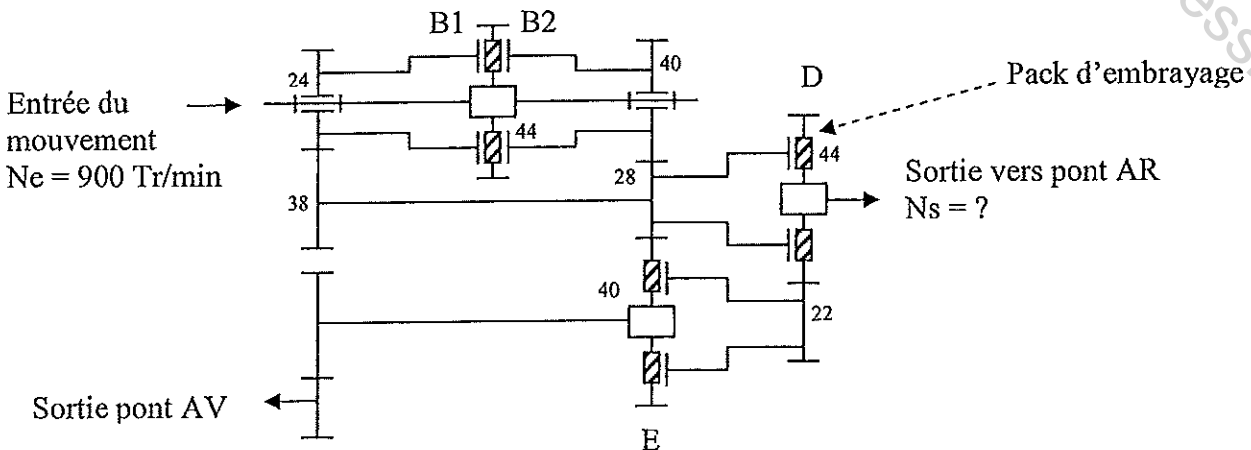 B1 B2
24
40
D
Pack d'embrayage
Entrée du
mouvement
Ne = 900 Tr/min
44
44
Sortie vers pont AR
Ns = ?
28
38
40
22
Sortie pont AV
E